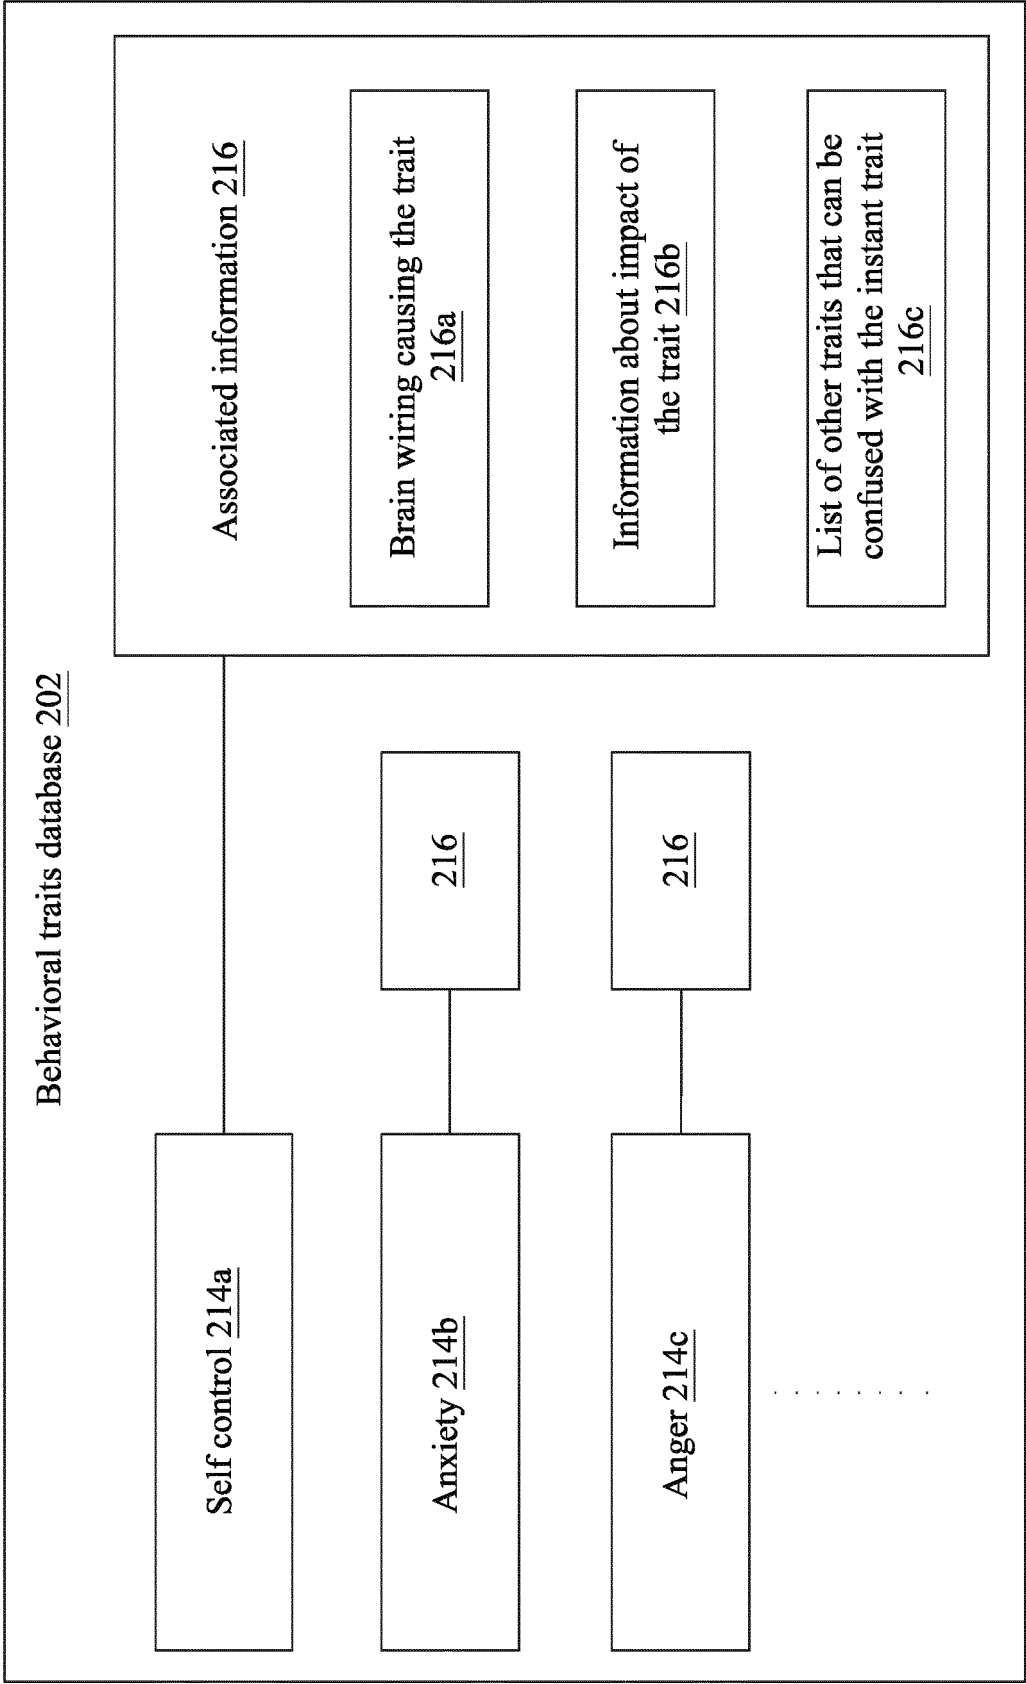 Behavioral traits database 202
Self control 214a
Anxiety 214b
216
Anger 214c
216
Associated information 216
Brain wiring causing the trait
216a
Information about impact of
the trait 216b
List of other traits that can be
confused with the instant trait
216c